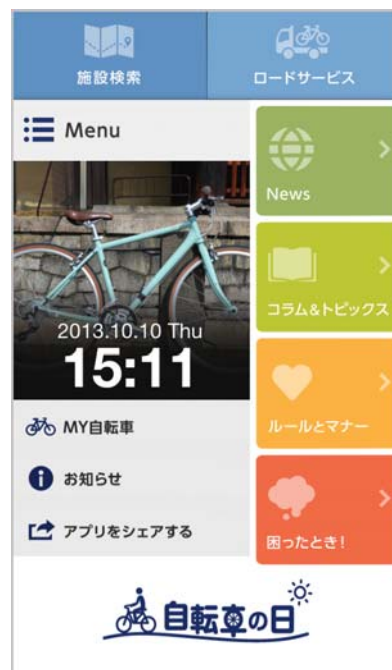 施設検索
ロードサービス
Menu
2013.10.10 Thu
15:11
MY自転車
お知らせ
アプリをシェアする
News
コラム&トピックス
ルールとマナー
困ったとき!
自転車の日